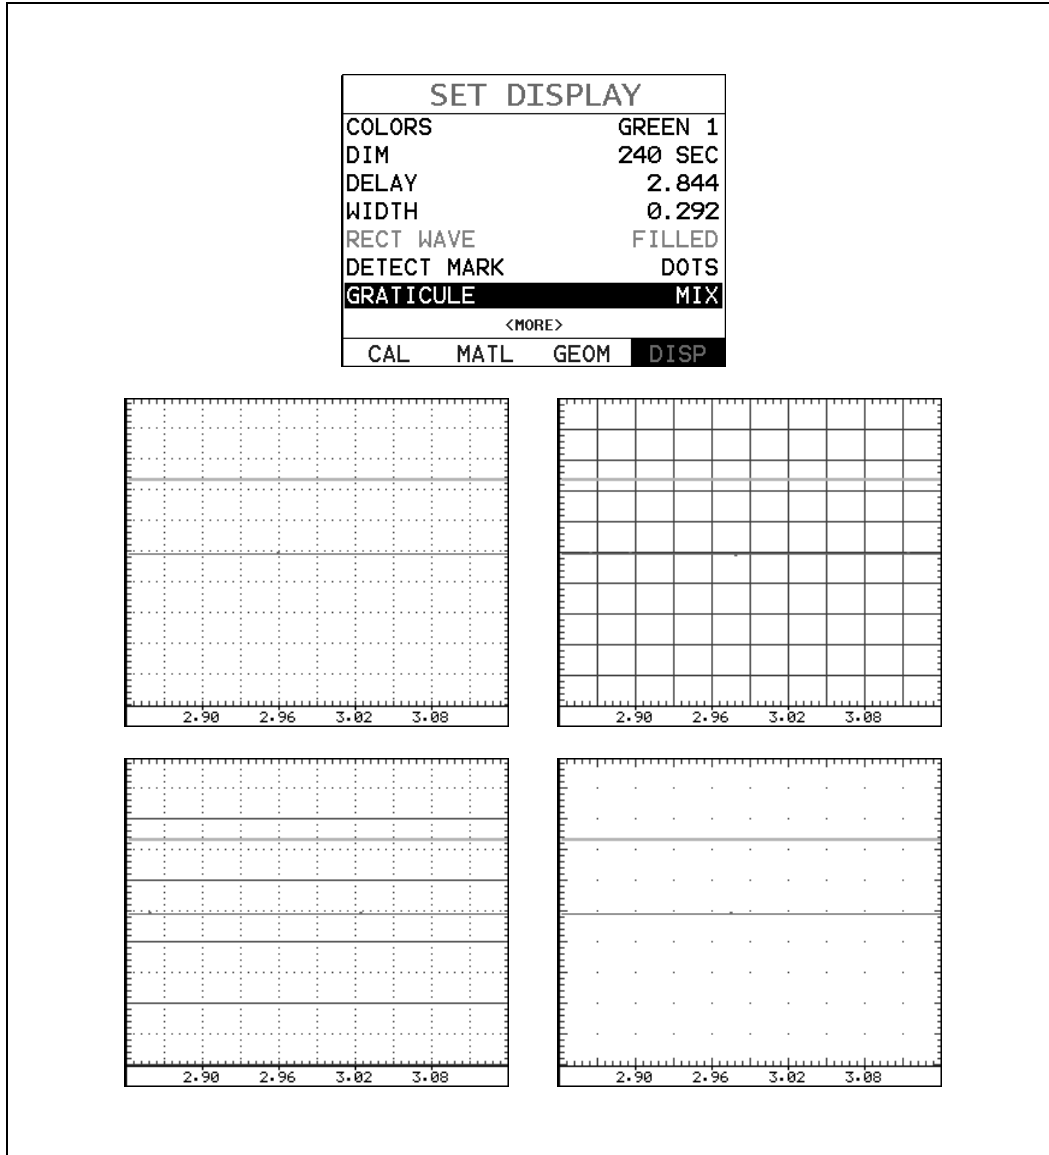 SET DISPLAY
COLORS GREEN 1
DIM 240 SEC
DELAY 2.844
WIDTH 0.292
RECT WAVE FILLED
DETECT MARK DOTS
GRATICULE MIX
<MORE>
CAL MATL GEOM DISP
2.90 2.96 3.02 3.08
2.90 2.96 3.02 3.08
2.90 2.96 3.02 3.08
2.90 2.96 3.02 3.08